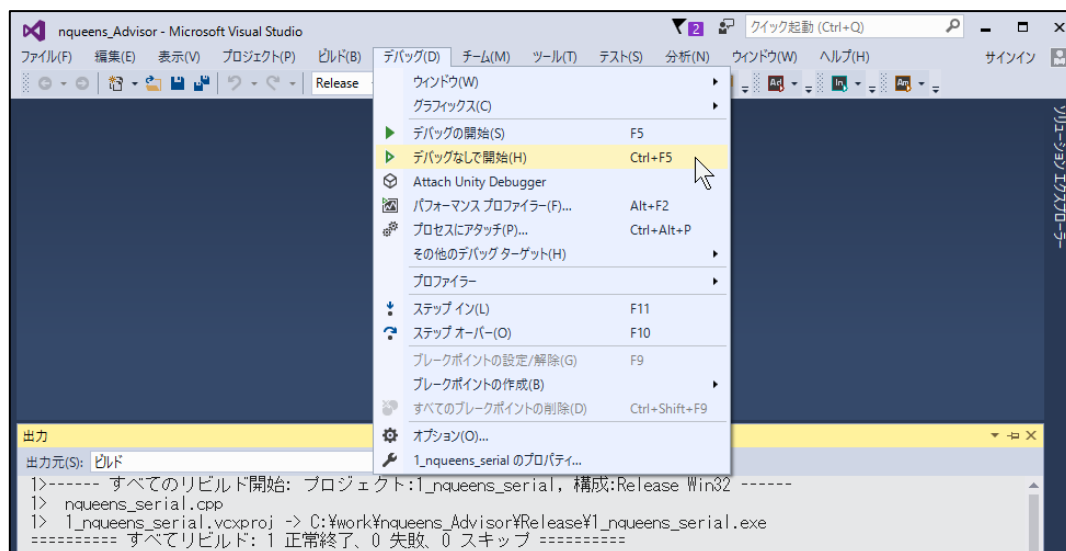 nqueens_Advisor - Microsoft Visual Studio
2
クイック起動 (Ctrl+Q)
ファイル(F) 編集(E) 表示(V) プロジェクト(P) ビルド(B) デバッグ(D) チーム(M) ツール(T) テスト(S) 分析(N) ウィンドウ(W) ヘルプ(H) サインイン
Release
Ad
In
Am
ウィンドウ(W)
グラフィックス(C)
デバッグの開始(S) F5
デバッグなしで開始(H) Ctrl+F5
Attach Unity Debugger
パフォーマンス プロファイラー(F)... Alt+F2
プロセスにアタッチ(P)... Ctrl+Alt+P
その他のデバッグ ターゲット(H)
プロファイラー
ステップ イン(L) F11
ステップ オーバー(O) F10
ブレークポイントの設定/解除(G) F9
ブレークポイントの作成(B)
すべてのブレークポイントの削除(D) Ctrl+Shift+F9
オプション(O)...
1_nqueens_serial のプロパティ...
ソリューション エクスプローラー
出力
出力元(S): ビルド
1>------ すべてのリビルド開始: プロジェクト:1_nqueens_serial, 構成:Release Win32 ------
1> nqueens_serial.cpp
1> 1_nqueens_serial.vcxproj -> C:¥work¥nqueens_Advisor¥Release¥1_nqueens_serial.exe
========== すべてリビルド: 1 正常終了、0 失敗、0 スキップ ==========